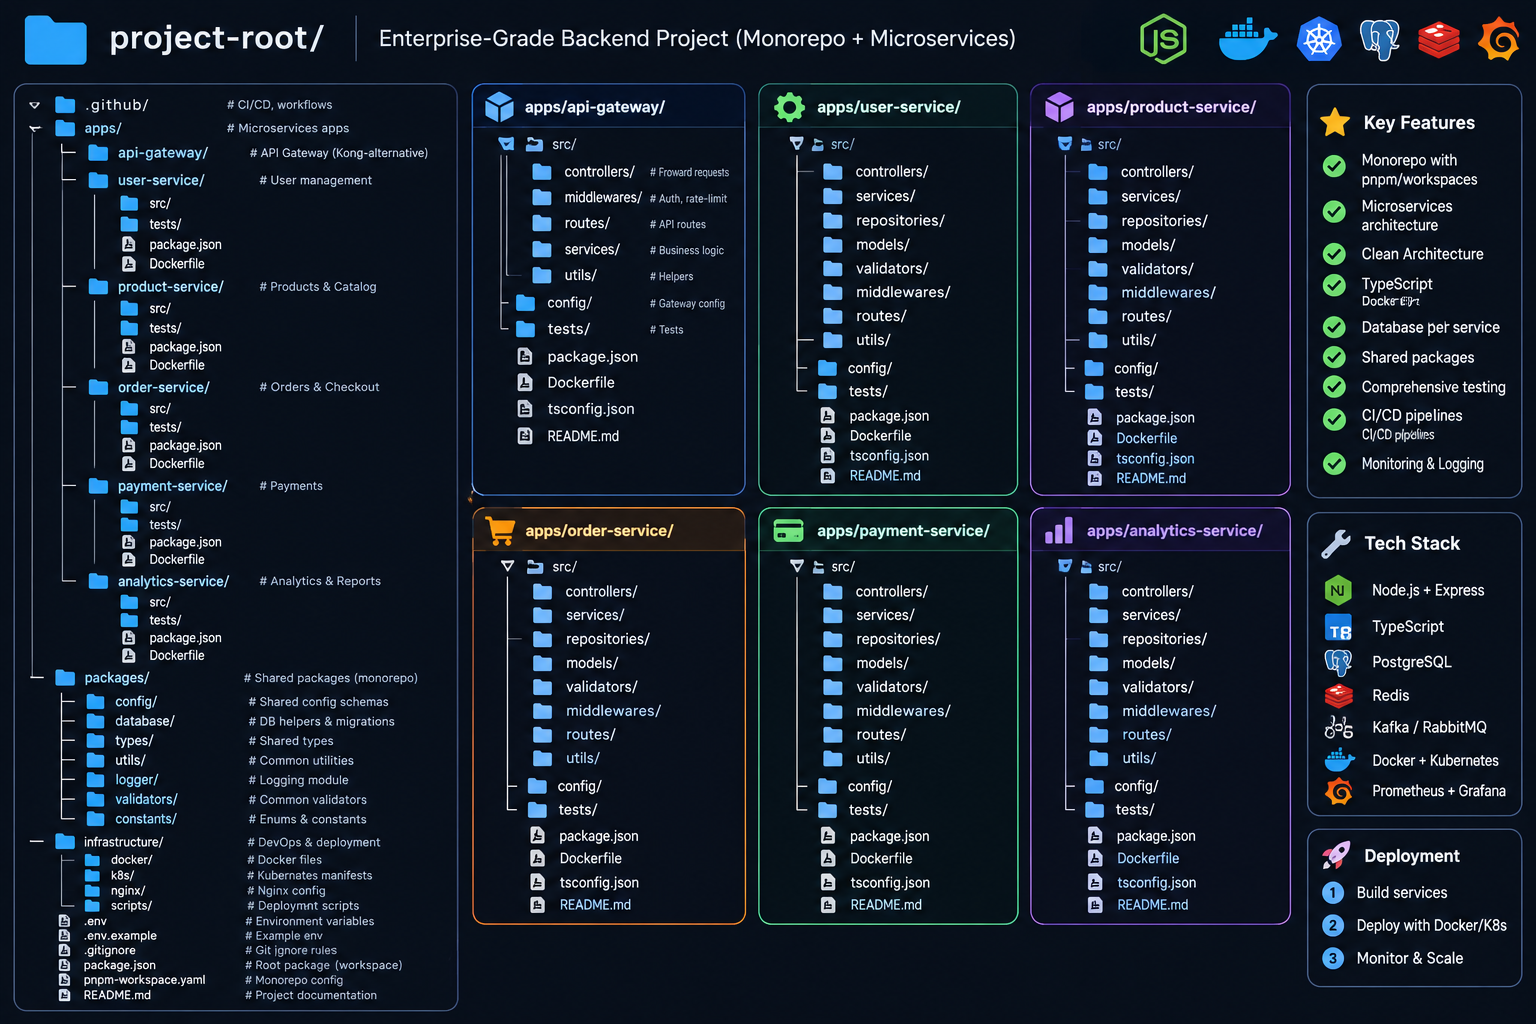 project-root/
Enterprise-Grade Backend Project (Monorepo + Microservices)
JS
.github/ # CI/CD, workflows
apps/ # Microservices apps
api-gateway/ # API Gateway (Kong-alternative)
user-service/ # User management
src/
tests/
package.json
Dockerfile
product-service/ # Products & Catalog
src/
tests/
package.json
Dockerfile
order-service/ # Orders & Checkout
src/
tests/
package.json
Dockerfile
payment-service/ # Payments
src/
tests/
package.json
Dockerfile
analytics-service/ # Analytics & Reports
src/
tests/
package.json
Dockerfile
packages/ # Shared packages (monorepo)
config/ # Shared config schemas
database/ # DB helpers & migrations
types/ # Shared types
utils/ # Common utilities
logger/ # Logging module
validators/ # Common validators
constants/ # Enums & constants
infrastructure/ # DevOps & deployment
docker/ # Docker files
k8s/ # Kubernates manifests
nginx/ # Nginx config
scripts/ # Deploymnt scripts
.env # Environment variables
.env.example # Example env
.gitignore # Git ignore rules
package.json # Root package (workspace)
pnpm-workspace.yaml # Monorepo config
README.md # Project documentation
apps/api-gateway/
src/
controllers/ # Froward requests
middlewares/ # Auth, rate-limit
routes/ # API routes
services/ # Business logic
utils/ # Helpers
config/ # Gateway config
tests/ # Tests
package.json
Dockerfile
tsconfig.json
README.md
apps/user-service/
src/
controllers/
services/
repositories/
models/
validators/
middlewares/
routes/
utils/
config/
tests/
package.json
Dockerfile
tsconfig.json
README.md
apps/product-service/
src/
controllers/
services/
repositories/
models/
validators/
middlewares/
routes/
utils/
config/
tests/
package.json
Dockerfile
tsconfig.json
README.md
apps/order-service/
src/
controllers/
services/
repositories/
models/
validators/
middlewares/
routes/
utils/
config/
tests/
package.json
Dockerfile
tsconfig.json
README.md
apps/payment-service/
src/
controllers/
services/
repositories/
models/
validators/
middlewares/
routes/
utils/
config/
tests/
package.json
Dockerfile
tsconfig.json
README.md
apps/analytics-service/
src/
controllers/
services/
repositories/
models/
validators/
middlewares/
routes/
utils/
config/
tests/
package.json
Dockerfile
tsconfig.json
README.md
Key Features
Monorepo with
pnpm/workspaces
Microservices
architecture
Clean Architecture
TypeScript
Database per service
Shared packages
Comprehensive testing
CI/CD pipelines
CI/CD pipelines
Monitoring & Logging
Tech Stack
Node.js + Express
TypeScript
PostgreSQL
Redis
Kafka / RabbitMQ
Docker + Kubernetes
Prometheus + Grafana
Deployment
1 Build services
2 Deploy with Docker/K8s
3 Monitor & Scale